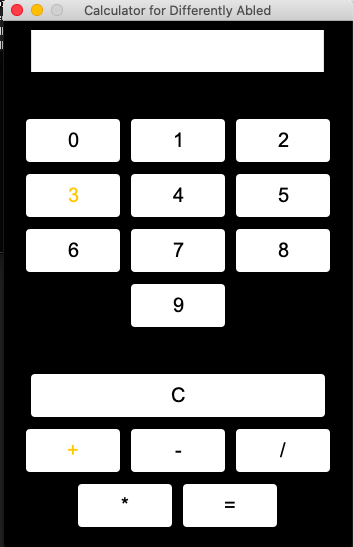 Calculator for Differently Abled
0 1 2
3 4 5
6 7 8
9
C
+ - /
* =